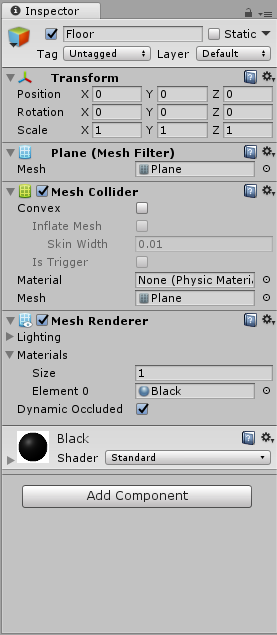 Inspector
Floor Static
Tag Untagged Layer Default
Transform
Position X 0 Y 0 Z 0
Rotation X 0 Y 0 Z 0
Scale X 1 Y 1 Z 1
Plane (Mesh Filter)
Mesh Plane
Mesh Collider
Convex
Inflate Mesh
Skin Width 0.01
Is Trigger
Material None (Physic Materi
Mesh Plane
Mesh Renderer
Lighting
Materials
Size 1
Element 0 Black
Dynamic Occluded
Black
Shader Standard
Add Component